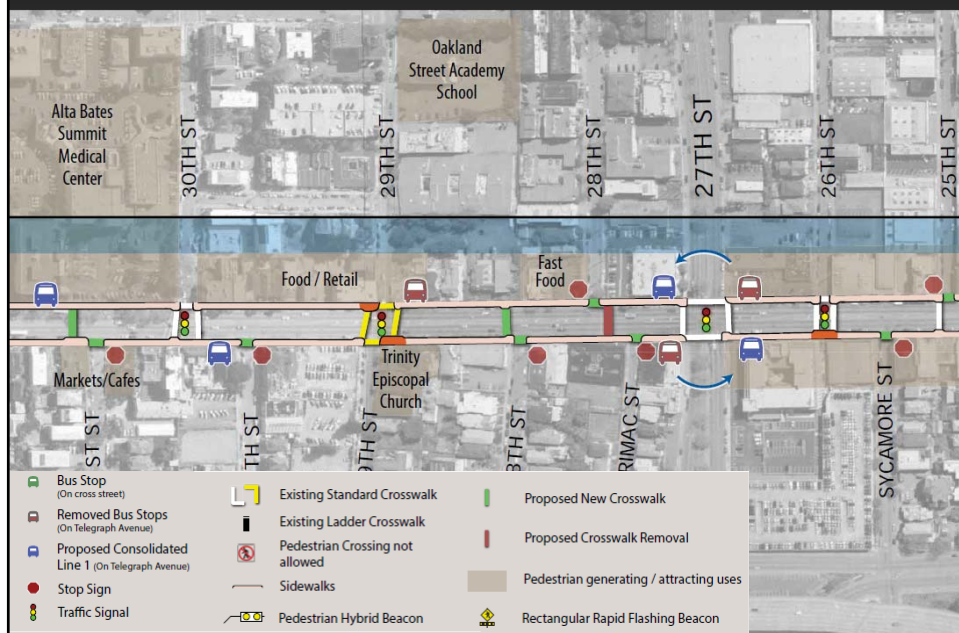 Oakland
Street Academy
School
Alta Bates
Summit
Medical
Center
30TH ST
29TH ST
28TH ST
27TH ST
26TH ST
25TH ST
Food / Retail
Fast
Food
Markets/Cafes
Trinity
Episcopal
Church
ST ST
TH ST
9TH ST
8TH ST
RIMAC ST
SYCAMORE ST
Bus Stop
(On cross street)
Removed Bus Stops
(On Telegraph Avenue)
Proposed Consolidated
Line 1 (On Telegraph Avenue)
Stop Sign
Traffic Signal
Existing Standard Crosswalk
Existing Ladder Crosswalk
Pedestrian Crossing not
allowed
Sidewalks
Pedestrian Hybrid Beacon
Proposed New Crosswalk
Proposed Crosswalk Removal
Pedestrian generating / attracting uses
Rectangular Rapid Flashing Beacon